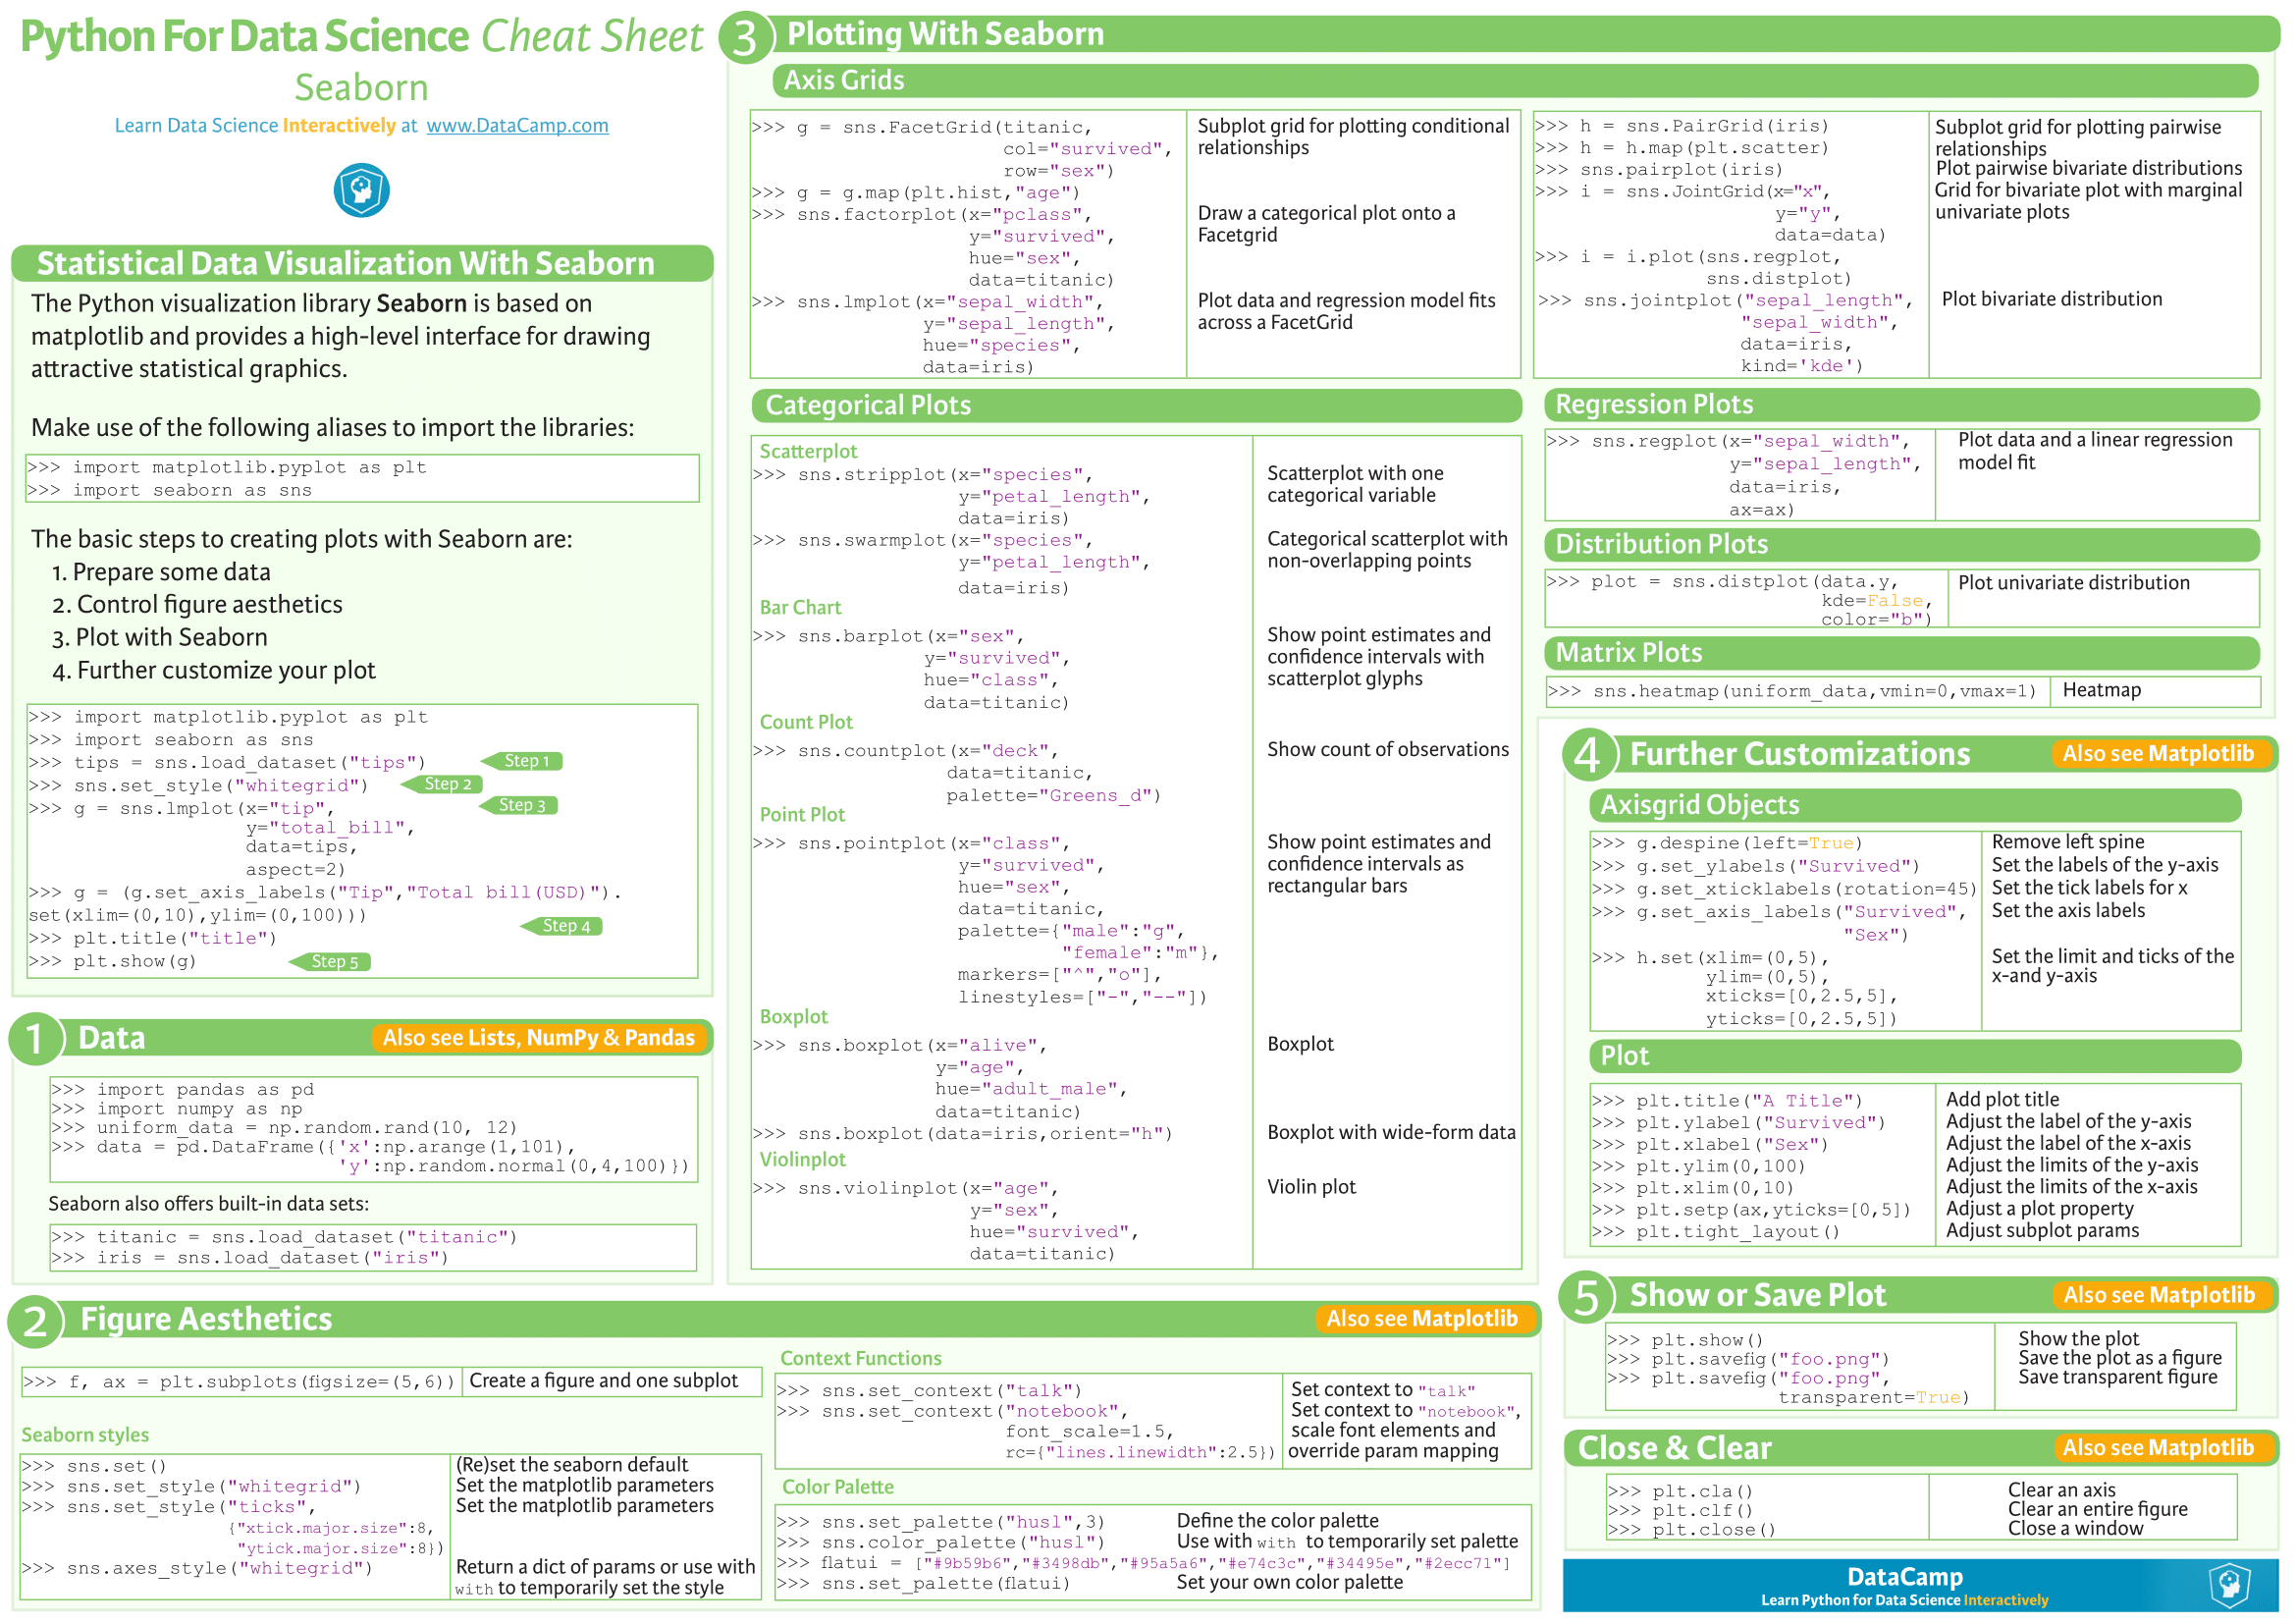 Python For Data Science Cheat Sheet
Seaborn
Learn Data Science Interactively at www.DataCamp.com
Statistical Data Visualization With Seaborn
The Python visualization library Seaborn is based on
matplotlib and provides a high-level interface for drawing
attractive statistical graphics.
Make use of the following aliases to import the libraries:
>>> import matplotlib.pyplot as plt
>>> import seaborn as sns
The basic steps to creating plots with Seaborn are:
1. Prepare some data
2. Control figure aesthetics
3. Plot with Seaborn
4. Further customize your plot
>>> import matplotlib.pyplot as plt
>>> import seaborn as sns
>>> tips = sns.load_dataset("tips") Step 1
>>> sns.set_style("whitegrid") Step 2
>>> g = sns.lmplot(x="tip", Step 3
y="total_bill",
data=tips,
aspect=2)
>>> g = (g.set_axis_labels("Tip","Total bill(USD)").
set(xlim=(0,10),ylim=(0,100)))
Step 4
>>> plt.title("title")
>>> plt.show(g) Step 5
1 Data Also see Lists, NumPy & Pandas
>>> import pandas as pd
>>> import numpy as np
>>> uniform_data = np.random.rand(10, 12)
>>> data = pd.DataFrame({'x':np.arange(1,101),
'y':np.random.normal(0,4,100)})
Seaborn also offers built-in data sets:
>>> titanic = sns.load_dataset("titanic")
>>> iris = sns.load_dataset("iris")
2 Figure Aesthetics Also see Matplotlib
>>> f, ax = plt.subplots(figsize=(5,6)) Create a figure and one subplot
Seaborn styles
>>> sns.set() (Re)set the seaborn default
>>> sns.set_style("whitegrid") Set the matplotlib parameters
>>> sns.set_style("ticks", Set the matplotlib parameters
{"xtick.major.size":8,
"ytick.major.size":8})
>>> sns.axes_style("whitegrid") Return a dict of params or use with
with to temporarily set the style
Context Functions
>>> sns.set_context("talk") Set context to "talk"
>>> sns.set_context("notebook", Set context to "notebook",
font_scale=1.5, scale font elements and
rc={"lines.linewidth":2.5}) override param mapping
Color Palette
>>> sns.set_palette("husl",3) Define the color palette
>>> sns.color_palette("husl") Use with with to temporarily set palette
>>> flatui = ["#9b59b6","#3498db","#95a5a6","#e74c3c","#34495e","#2ecc71"]
>>> sns.set_palette(flatui) Set your own color palette
3 Plotting With Seaborn
Axis Grids
>>> g = sns.FacetGrid(titanic, Subplot grid for plotting conditional
col="survived", relationships
row="sex")
>>> g = g.map(plt.hist,"age")
>>> sns.factorplot(x="pclass", Draw a categorical plot onto a
y="survived", Facetgrid
hue="sex",
data=titanic)
>>> sns.lmplot(x="sepal_width", Plot data and regression model fits
y="sepal_length", across a FacetGrid
hue="species",
data=iris)
>>> h = sns.PairGrid(iris) Subplot grid for plotting pairwise
>>> h = h.map(plt.scatter) relationships
>>> sns.pairplot(iris) Plot pairwise bivariate distributions
>>> i = sns.JointGrid(x="x", Grid for bivariate plot with marginal
y="y", univariate plots
data=data)
>>> i = i.plot(sns.regplot,
sns.distplot)
>>> sns.jointplot("sepal_length", Plot bivariate distribution
"sepal_width",
data=iris,
kind='kde')
Categorical Plots
Scatterplot
>>> sns.stripplot(x="species", Scatterplot with one
y="petal_length", categorical variable
data=iris)
>>> sns.swarmplot(x="species", Categorical scatterplot with
y="petal_length", non-overlapping points
data=iris)
Bar Chart
>>> sns.barplot(x="sex", Show point estimates and
y="survived", confidence intervals with
hue="class", scatterplot glyphs
data=titanic)
Count Plot
>>> sns.countplot(x="deck", Show count of observations
data=titanic,
palette="Greens_d")
Point Plot
>>> sns.pointplot(x="class", Show point estimates and
y="survived", confidence intervals as
hue="sex", rectangular bars
data=titanic,
palette={"male":"g",
"female":"m"},
markers=["^","o"],
linestyles=["-","--"])
Boxplot
>>> sns.boxplot(x="alive", Boxplot
y="age",
hue="adult_male",
data=titanic)
>>> sns.boxplot(data=iris,orient="h") Boxplot with wide-form data
Violinplot
>>> sns.violinplot(x="age", Violin plot
y="sex",
hue="survived",
data=titanic)
Regression Plots
>>> sns.regplot(x="sepal_width", Plot data and a linear regression
y="sepal_length", model fit
data=iris,
ax=ax)
Distribution Plots
>>> plot = sns.distplot(data.y, Plot univariate distribution
kde=False,
color="b")
Matrix Plots
>>> sns.heatmap(uniform_data,vmin=0,vmax=1) Heatmap
4 Further Customizations Also see Matplotlib
Axisgrid Objects
>>> g.despine(left=True) Remove left spine
>>> g.set_ylabels("Survived") Set the labels of the y-axis
>>> g.set_xticklabels(rotation=45) Set the tick labels for x
>>> g.set_axis_labels("Survived", Set the axis labels
"Sex")
>>> h.set(xlim=(0,5), Set the limit and ticks of the
ylim=(0,5), x-and y-axis
xticks=[0,2.5,5],
yticks=[0,2.5,5])
Plot
>>> plt.title("A Title") Add plot title
>>> plt.ylabel("Survived") Adjust the label of the y-axis
>>> plt.xlabel("Sex") Adjust the label of the x-axis
>>> plt.ylim(0,100) Adjust the limits of the y-axis
>>> plt.xlim(0,10) Adjust the limits of the x-axis
>>> plt.setp(ax,yticks=[0,5]) Adjust a plot property
>>> plt.tight_layout() Adjust subplot params
5 Show or Save Plot Also see Matplotlib
>>> plt.show() Show the plot
>>> plt.savefig("foo.png") Save the plot as a figure
>>> plt.savefig("foo.png", Save transparent figure
transparent=True)
Close & Clear Also see Matplotlib
>>> plt.cla() Clear an axis
>>> plt.clf() Clear an entire figure
>>> plt.close() Close a window
DataCamp
Learn Python for Data Science Interactively